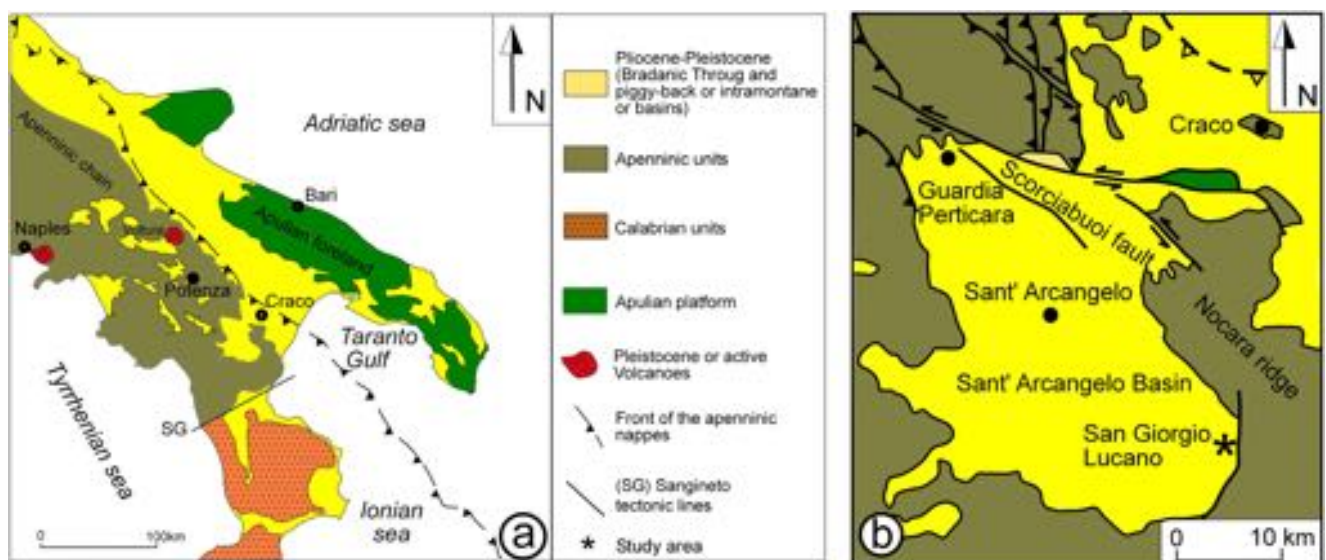 N
Adriatic sea
Apenninic chain
Bari
Apulian foreland
Naples
Volture
Potenza
Craco
Taranto
Gulf
Tyrrhenian sea
SG
Ionian
sea
0 100km
a
Pliocene-Pleistocene
(Bradanic Throug and
piggy-back or intramontane
or basins)
Apenninic units
Calabrian units
Apulian platform
Pleistocene or active
Volcanoes
Front of the apenninic
nappes
(SG) Sangineto
tectonic lines
* Study area
N
Craco
Guardia
Perticara
Scorciabuoi fault
Sant' Arcangelo
Nocara ridge
Sant' Arcangelo Basin
San Giorgio
Lucano
*
b
0 10 km